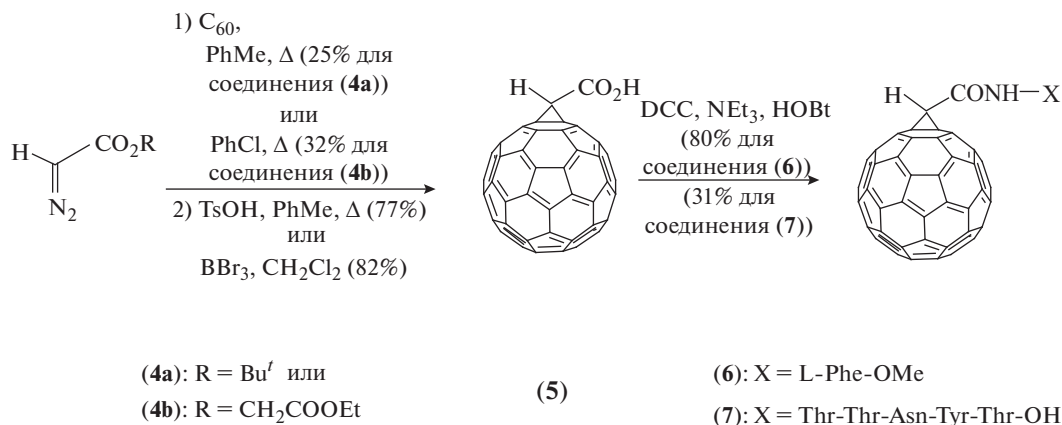 1) C₆₀,
PhMe, Δ (25% для
соединения (4a))
или
PhCl, Δ (32% для
соединения (4b))
2) TsOH, PhMe, Δ (77%)
или
BBr₃, CH₂Cl₂ (82%)
H
CO₂R
N₂
H
CO₂H
DCC, NEt₃, HOBt
(80% для
соединения (6))
(31% для
соединения (7))
H
CONH–X
(4a): R = Buᵗ или
(4b): R = CH₂COOEt
(5)
(6): X = L-Phe-OMe
(7): X = Thr-Thr-Asn-Tyr-Thr-OH